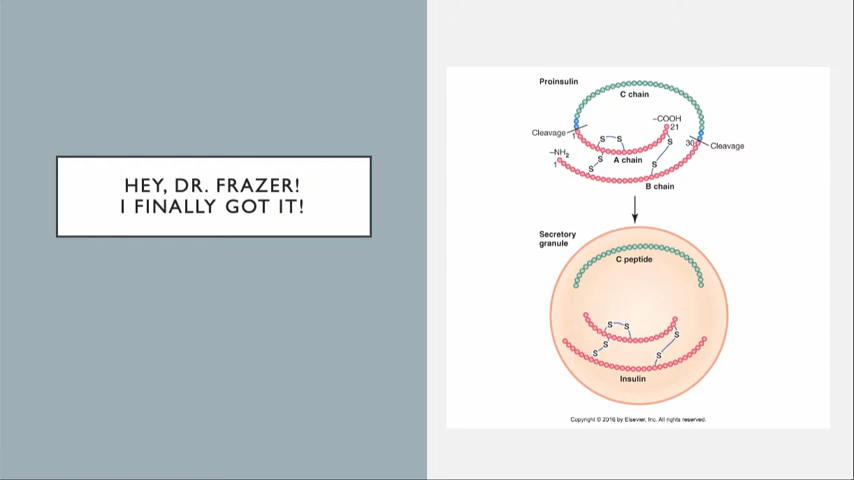 HEY, DR. FRAZER!
I FINALLY GOT IT!
Proinsulin
C chain
–COOH
21
Cleavage
1
S S
30
Cleavage
S
–NH2
1
S
A chain
S
S
B chain
Secretory
granule
C peptide
S S
S
S
S
S
Insulin
Copyright © 2016 by Elsevier, Inc. All rights reserved.